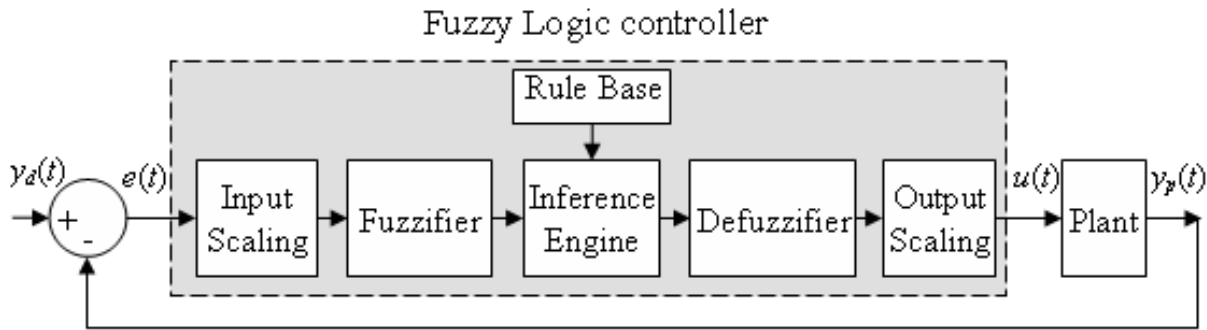 Fuzzy Logic controller
Rule Base
y_d(t)
+
-
e(t)
Input
Scaling
Fuzzifier
Inference
Engine
Defuzzifier
Output
Scaling
u(t)
Plant
y_p(t)